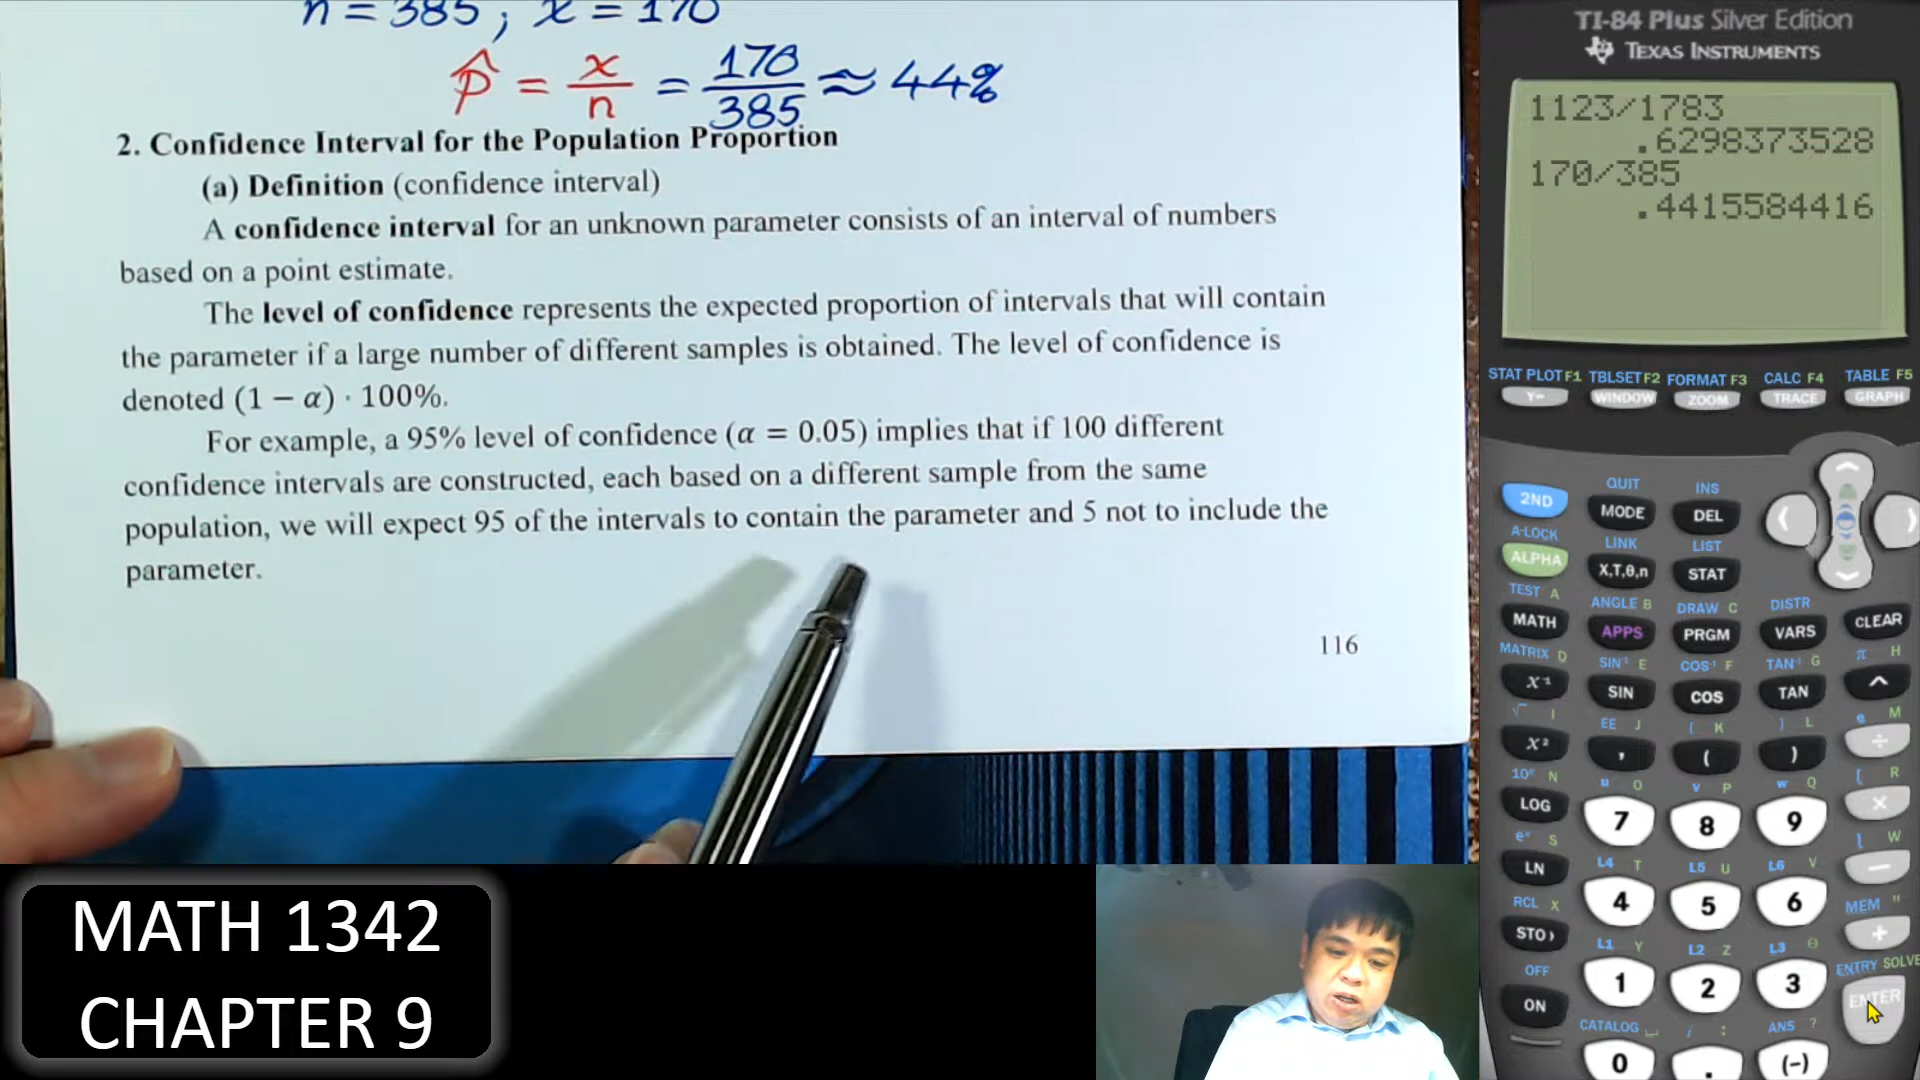 n = 385 ; x = 170
p̂ = x/n = 170/385 ≈ 44%
2. Confidence Interval for the Population Proportion
(a) Definition (confidence interval)
A confidence interval for an unknown parameter consists of an interval of numbers
based on a point estimate.
The level of confidence represents the expected proportion of intervals that will contain
the parameter if a large number of different samples is obtained. The level of confidence is
denoted (1 − α) · 100%.
For example, a 95% level of confidence (α = 0.05) implies that if 100 different
confidence intervals are constructed, each based on a different sample from the same
population, we will expect 95 of the intervals to contain the parameter and 5 not to include the
parameter.
116
MATH 1342
CHAPTER 9
TI-84 Plus Silver Edition
TEXAS INSTRUMENTS
1123/1783
.6298373528
170/385
.4415584416
STAT PLOT F1 TBLSET F2 FORMAT F3 CALC F4 TABLE F5
Y= WINDOW ZOOM TRACE GRAPH
QUIT INS
2ND MODE DEL
A-LOCK LINK LIST
ALPHA X,T,θ,n STAT
TEST A ANGLE B DRAW C DISTR
MATH APPS PRGM VARS CLEAR
MATRIX D SIN⁻¹ E COS⁻¹ F TAN⁻¹ G π H
x⁻¹ SIN COS TAN ^
√ I EE J { K } L e M
x² , ( ) ÷
10ˣ N u O v P w Q [ R
LOG 7 8 9 ×
eˣ S L4 T L5 U L6 V ] W
LN 4 5 6 −
RCL X L1 Y L2 Z L3 θ MEM "
STO› 1 2 3 +
OFF CATALOG ⎵ i : ANS ? ENTRY SOLVE
ON 0 . (-) ENTER